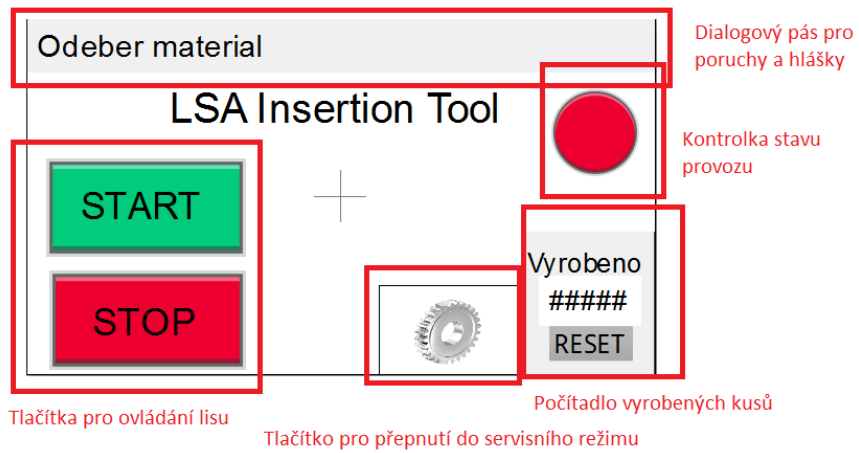 Odeber material
Dialogový pás pro
poruchy a hlášky
LSA Insertion Tool
Kontrolka stavu
provozu
START
STOP
Vyrobeno
#####
RESET
Počítadlo vyrobených kusů
Tlačítka pro ovládání lisu
Tlačítko pro přepnutí do servisního režimu